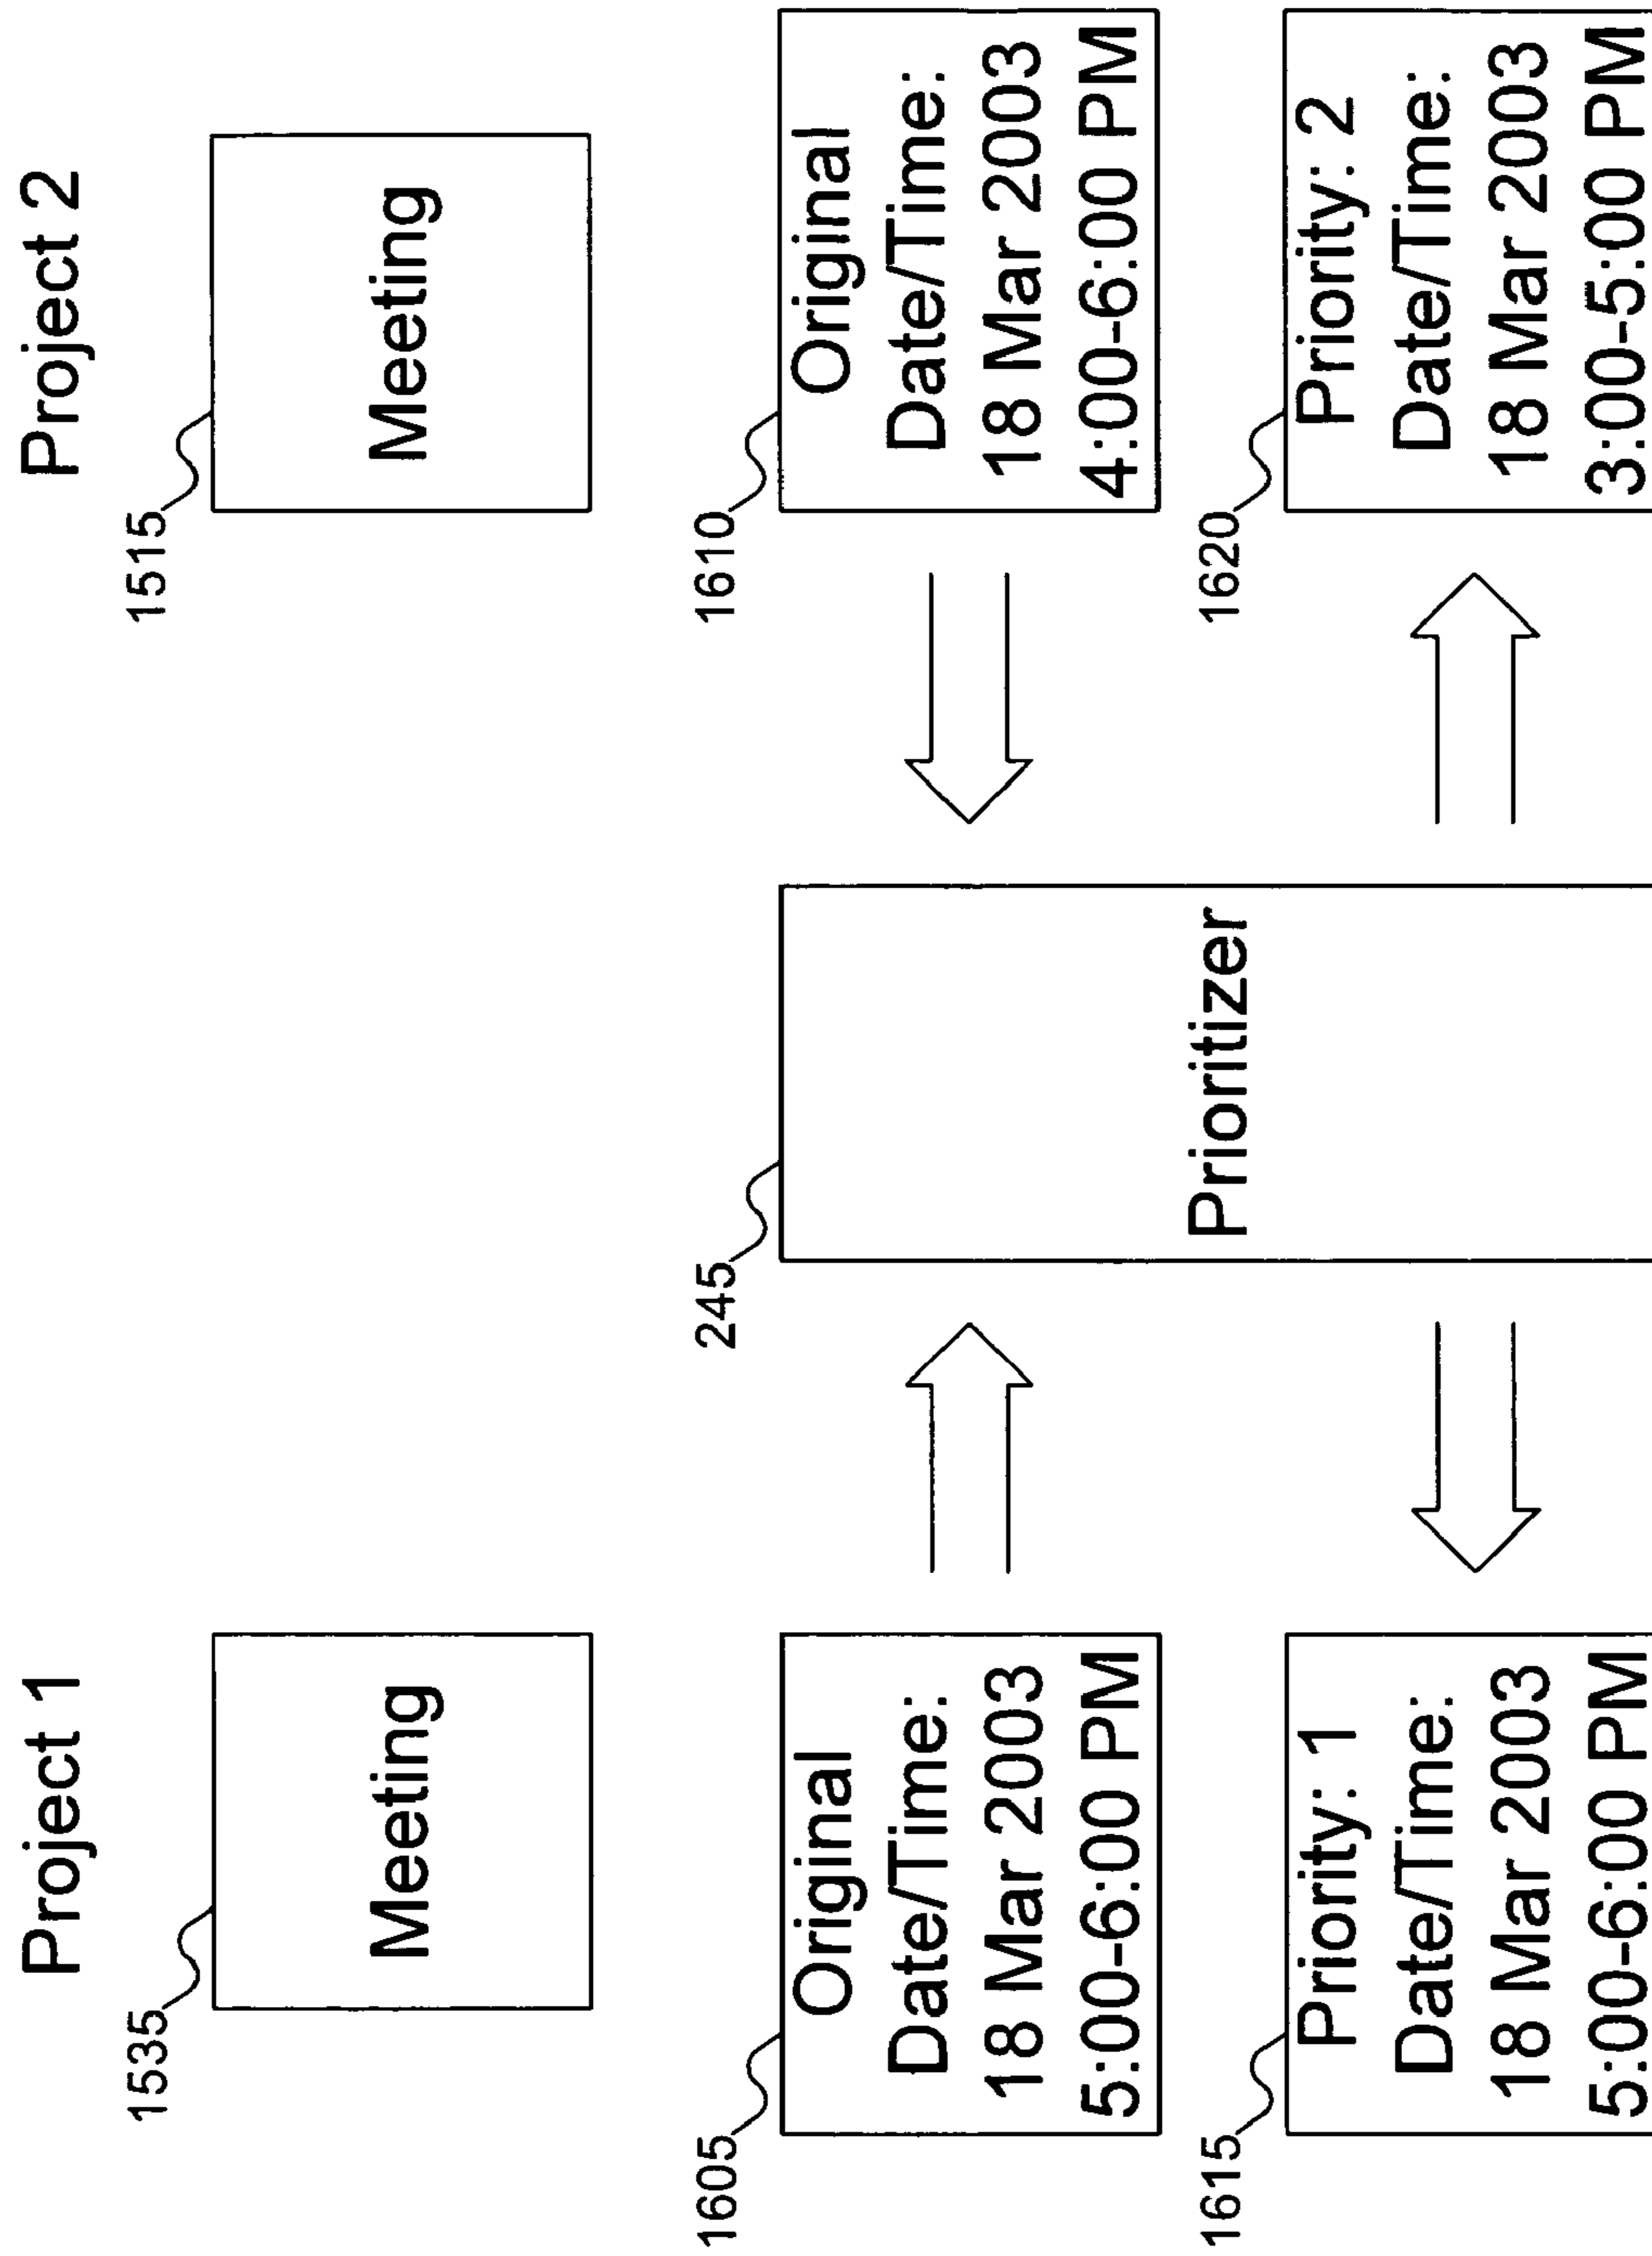 Project 1
Project 2
1535
1515
Meeting
Meeting
1605
245
1610
Original
Date/Time:
18 Mar 2003
5:00-6:00 PM
Prioritizer
Original
Date/Time:
18 Mar 2003
4:00-6:00 PM
1615
1620
Priority: 1
Date/Time:
18 Mar 2003
5:00-6:00 PM
Priority: 2
Date/Time:
18 Mar 2003
3:00-5:00 PM